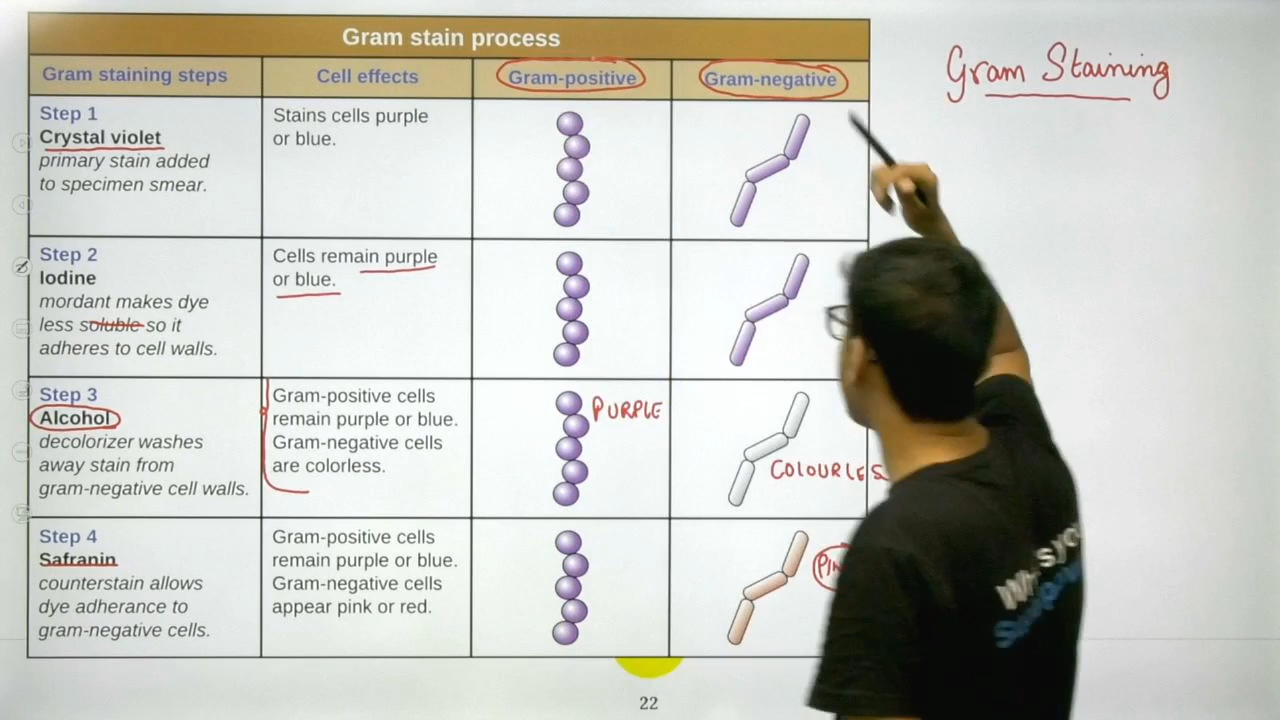 Gram stain process
Gram staining steps
Cell effects
Gram-positive
Gram-negative
Gram Staining
Step 1
Crystal violet
primary stain added
to specimen smear.
Stains cells purple
or blue.
Step 2
Iodine
mordant makes dye
less soluble so it
adheres to cell walls.
Cells remain purple
or blue.
Step 3
Alcohol
decolorizer washes
away stain from
gram-negative cell walls.
Gram-positive cells
remain purple or blue.
Gram-negative cells
are colorless.
PURPLE
COLOURLES
Step 4
Safranin
counterstain allows
dye adherance to
gram-negative cells.
Gram-positive cells
remain purple or blue.
Gram-negative cells
appear pink or red.
22